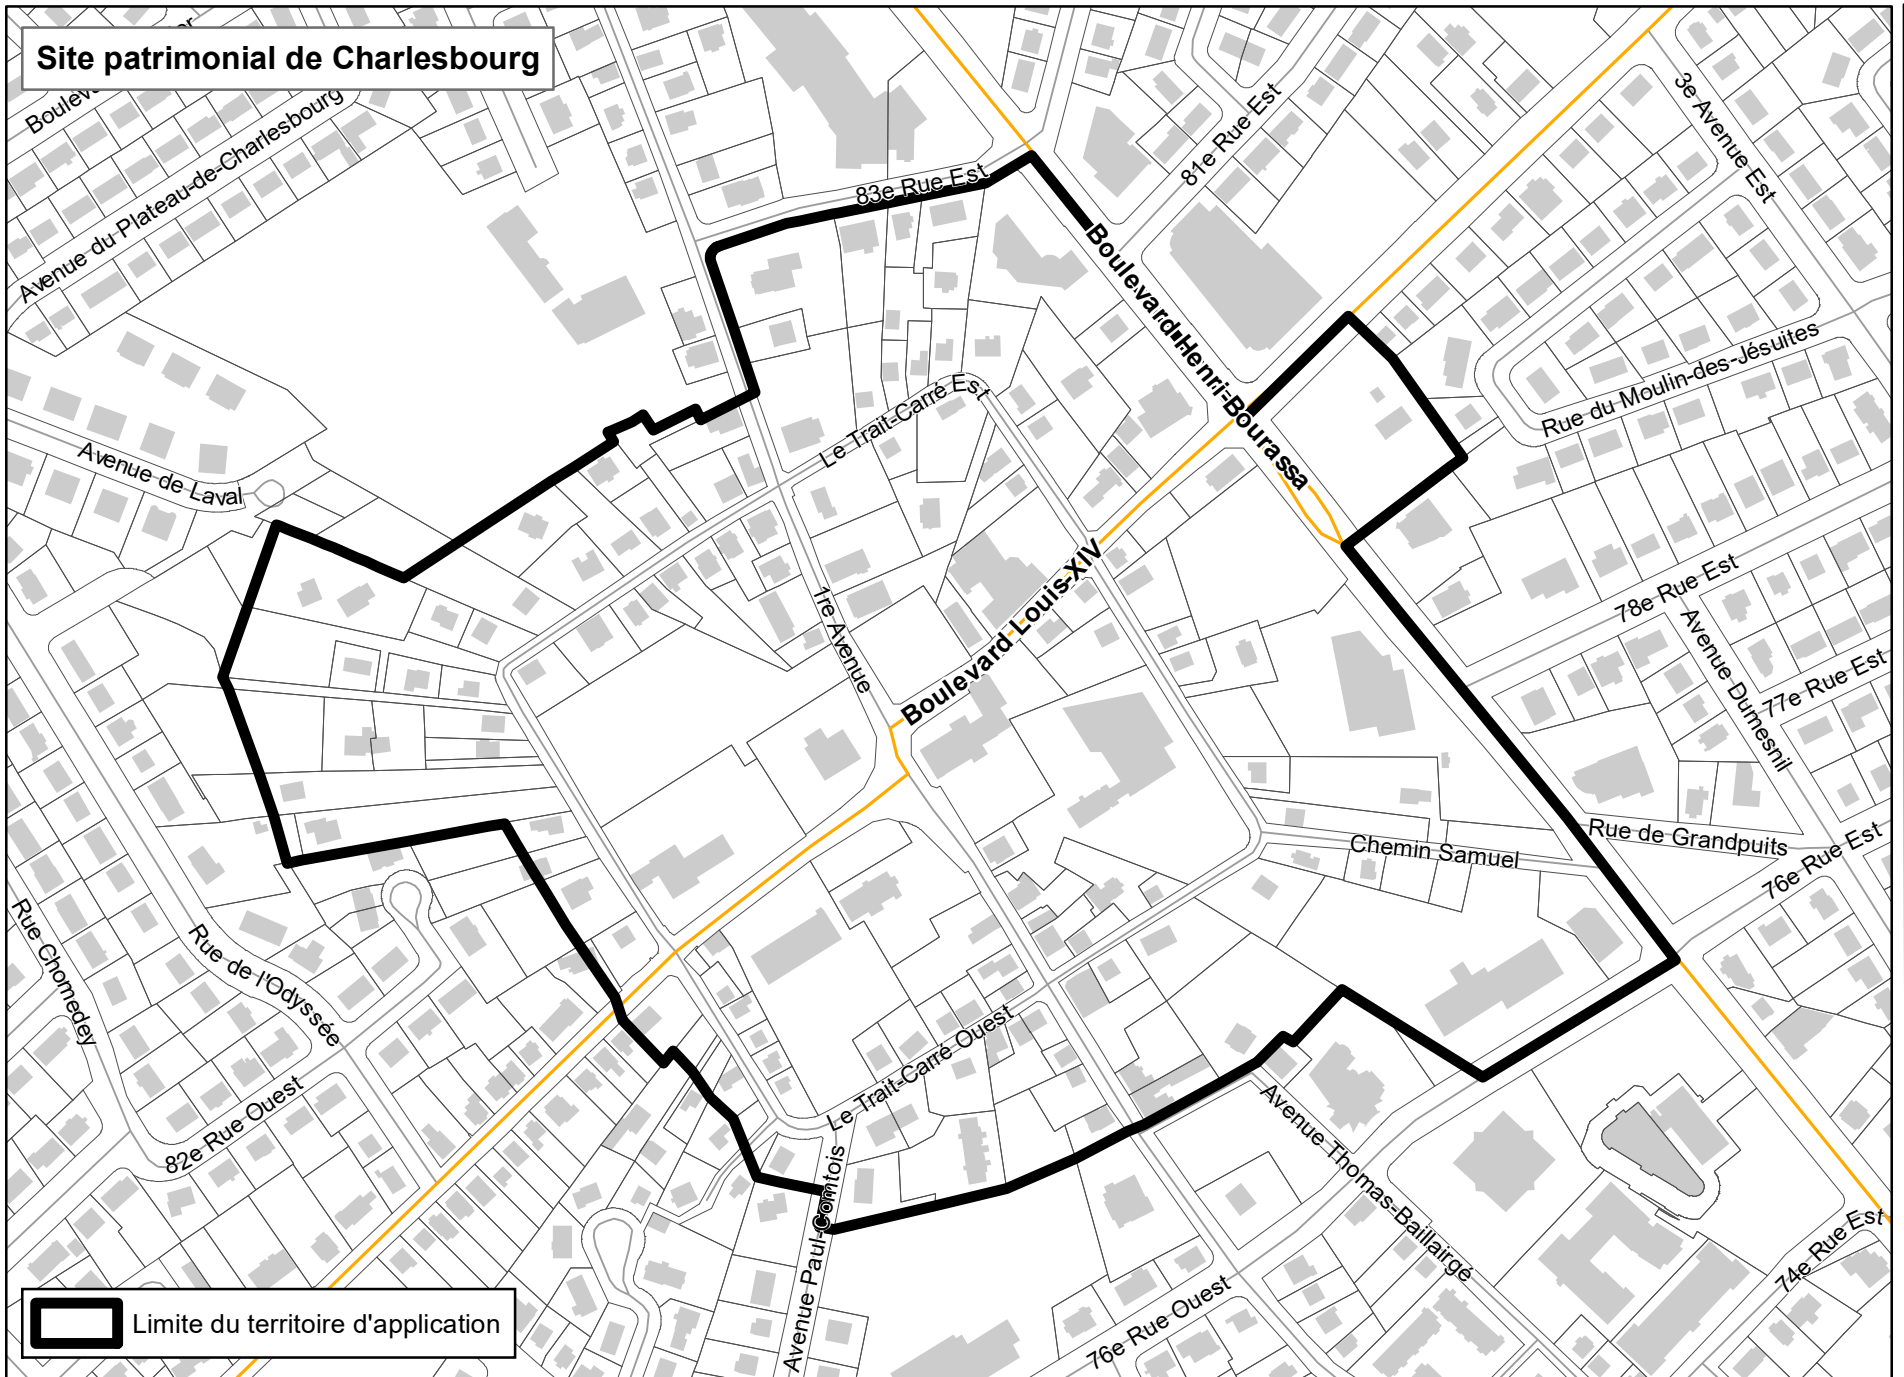 Site patrimonial de Charlesbourg
Avenue du Plateau-de-Charlesbourg
83e Rue Est
81e Rue Est
3e Avenue Est
Boulevard Henri-Bourassa
Rue du Moulin-des-Jésuites
Le Trait-Carré Est
Avenue de Laval
1re Avenue
Boulevard Louis-XIV
78e Rue Est
Avenue Dumesnil
77e Rue Est
Rue de Grandpuits
76e Rue Est
Chemin Samuel
Rue Chomedey
Rue de l'Odyssée
82e Rue Ouest
Le Trait-Carré Ouest
Avenue Paul-Comtois
Avenue Thomas-Baillairgé
76e Rue Ouest
74e Rue Est
Limite du territoire d'application